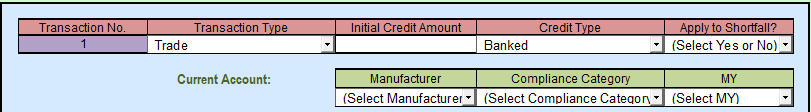 Transaction No. Transaction Type Initial Credit Amount Credit Type Apply to Shortfall?
1 Trade Banked (Select Yes or No)
Current Account: Manufacturer Compliance Category MY
(Select Manufacturer (Select Compliance Category (Select MY)